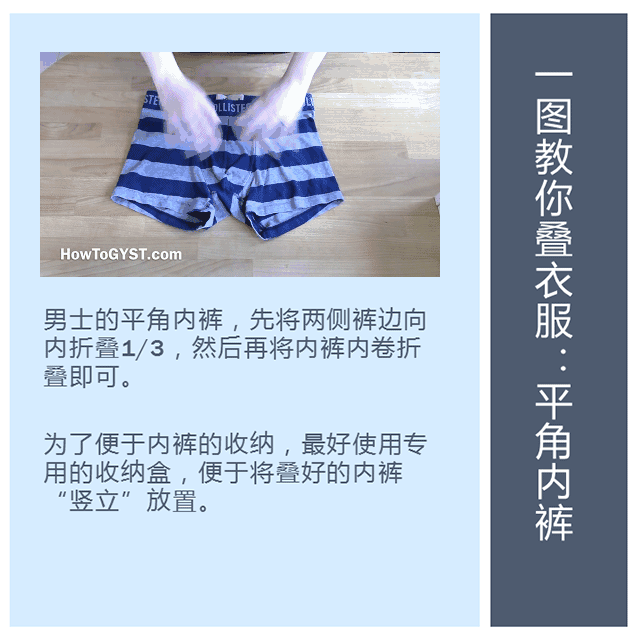 HOLLISTER
HowToGYST.com
男士的平角内裤，先将两侧裤边向
内折叠1/3，然后再将内裤内卷折
叠即可。
为了便于内裤的收纳，最好使用专
用的收纳盒，便于将叠好的内裤
“竖立”放置。
一图教你叠衣服：平角内裤